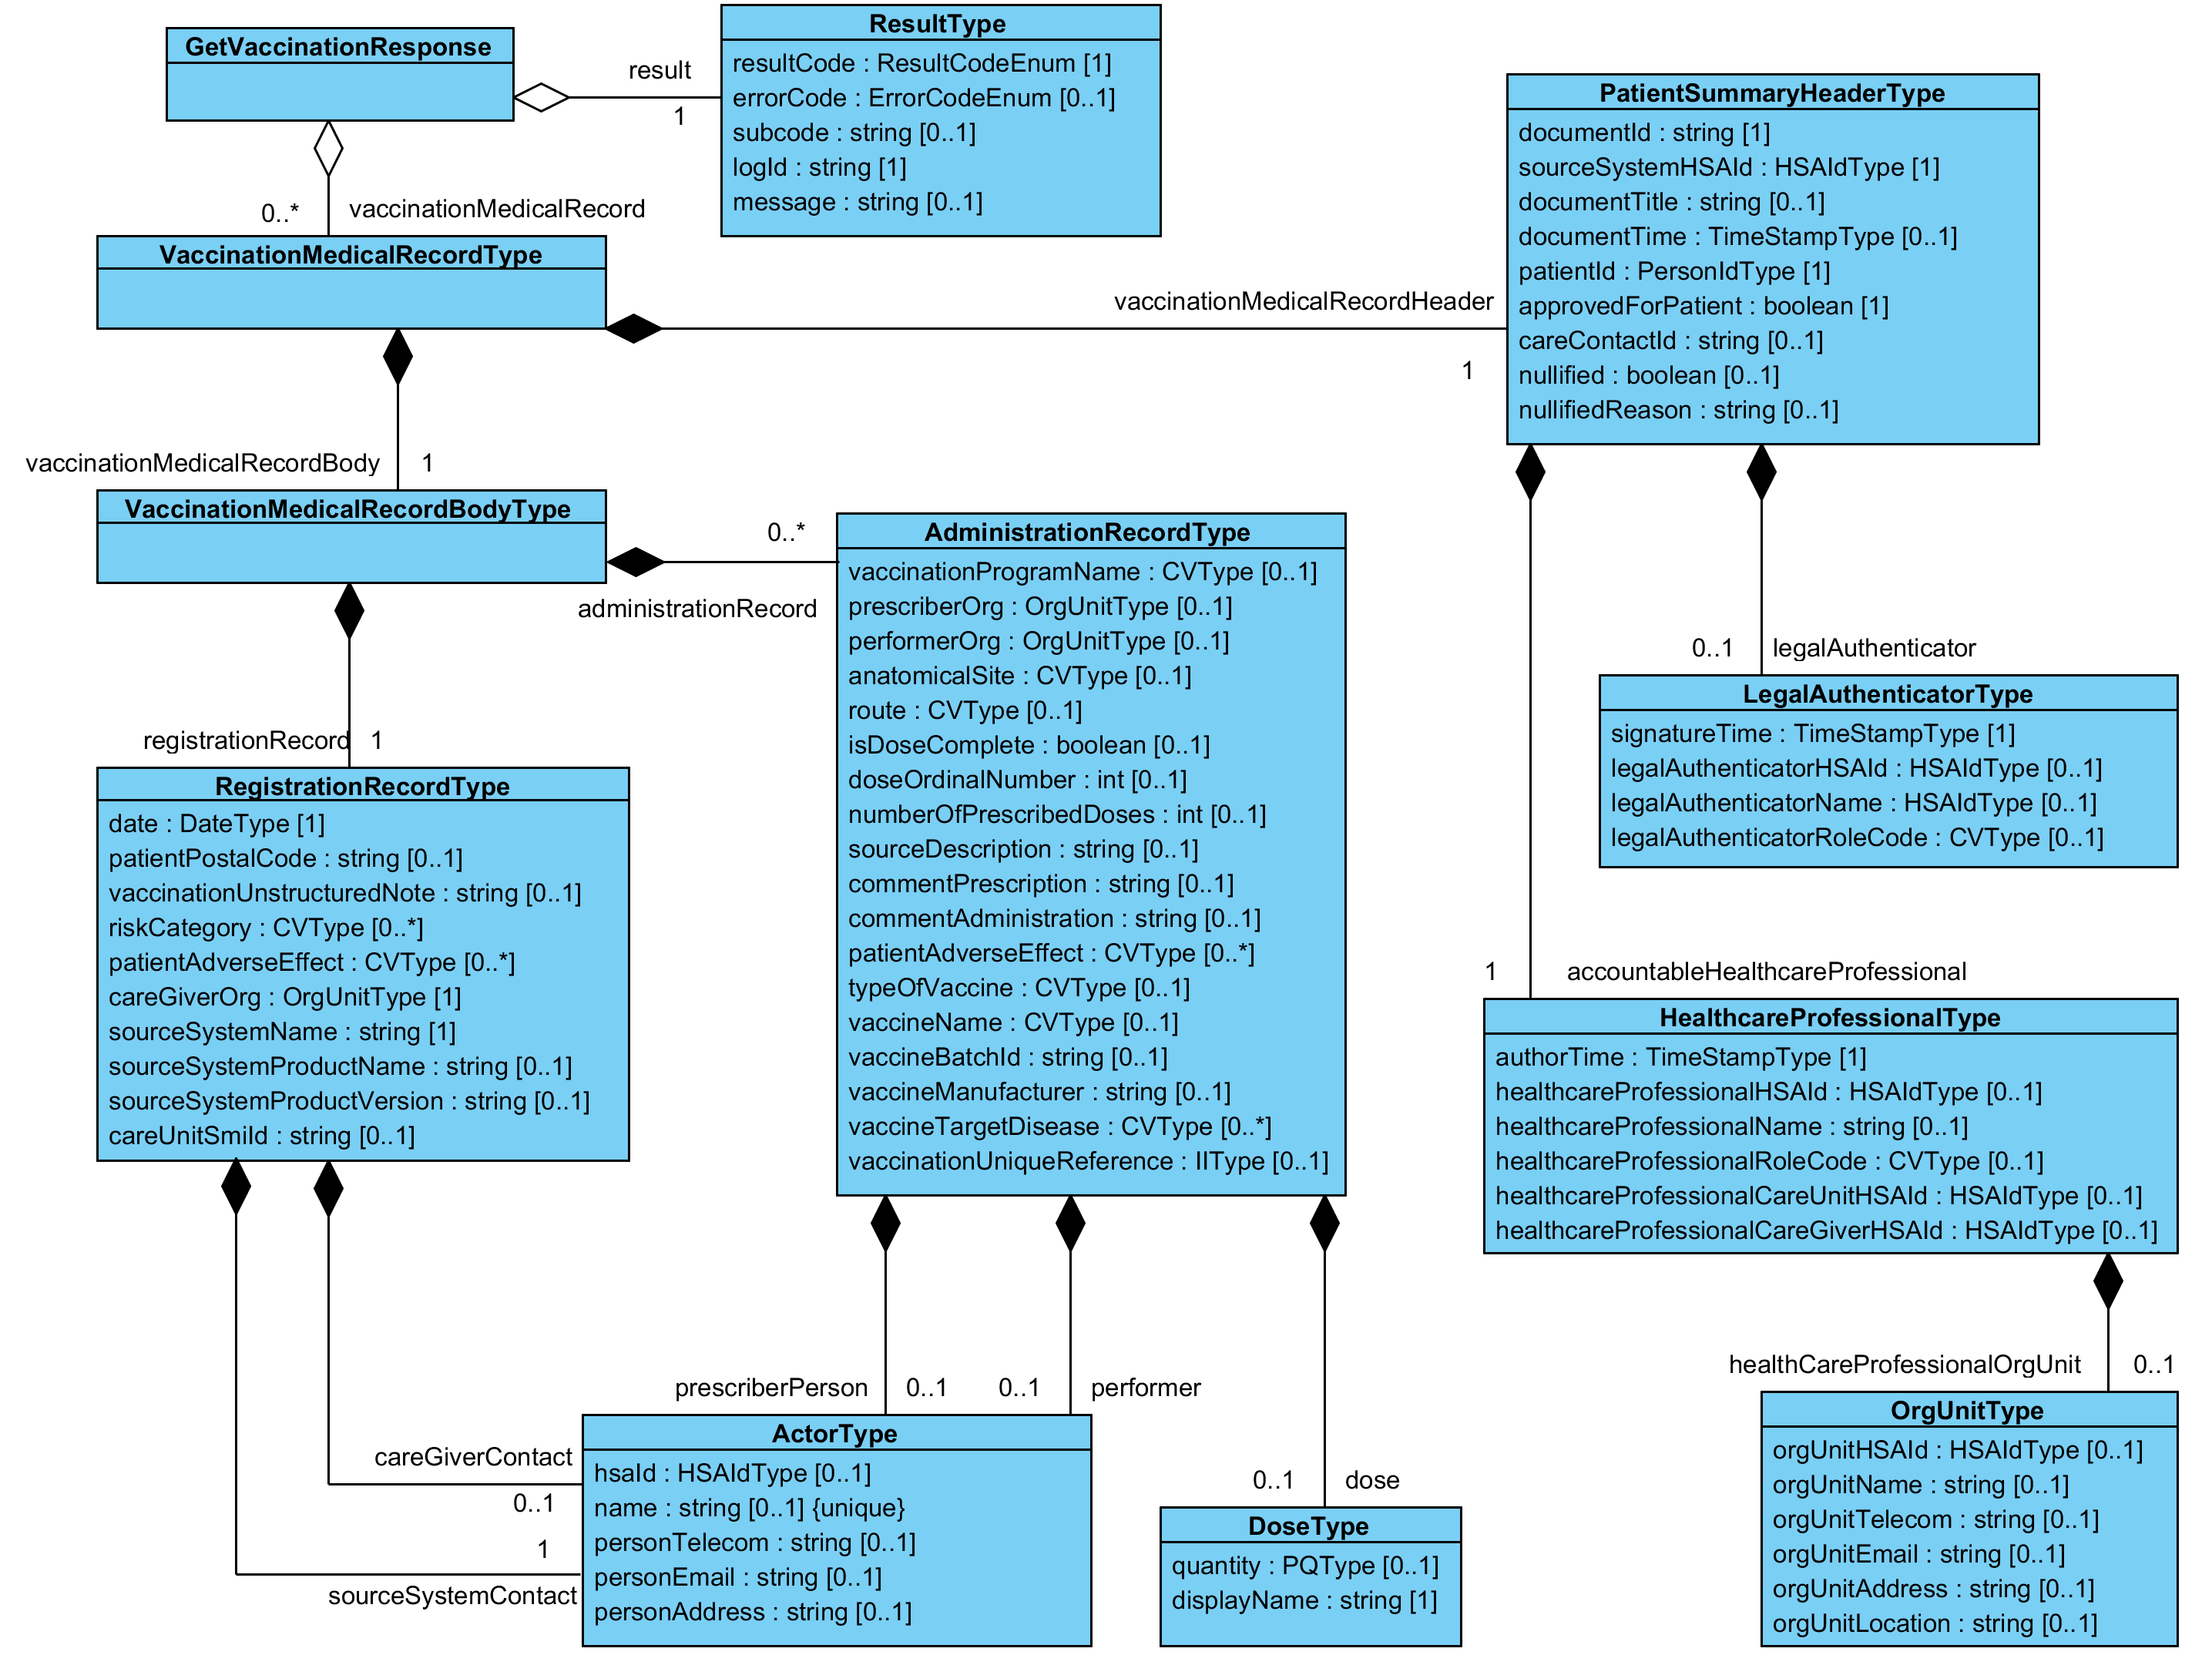 GetVaccinationResponse
result
1
ResultType
resultCode : ResultCodeEnum [1]
errorCode : ErrorCodeEnum [0..1]
subcode : string [0..1]
logId : string [1]
message : string [0..1]
0..*
vaccinationMedicalRecord
VaccinationMedicalRecordType
vaccinationMedicalRecordHeader
1
PatientSummaryHeaderType
documentId : string [1]
sourceSystemHSAId : HSAIdType [1]
documentTitle : string [0..1]
documentTime : TimeStampType [0..1]
patientId : PersonIdType [1]
approvedForPatient : boolean [1]
careContactId : string [0..1]
nullified : boolean [0..1]
nullifiedReason : string [0..1]
vaccinationMedicalRecordBody
1
VaccinationMedicalRecordBodyType
0..*
administrationRecord
AdministrationRecordType
vaccinationProgramName : CVType [0..1]
prescriberOrg : OrgUnitType [0..1]
performerOrg : OrgUnitType [0..1]
anatomicalSite : CVType [0..1]
route : CVType [0..1]
isDoseComplete : boolean [0..1]
doseOrdinalNumber : int [0..1]
numberOfPrescribedDoses : int [0..1]
sourceDescription : string [0..1]
commentPrescription : string [0..1]
commentAdministration : string [0..1]
patientAdverseEffect : CVType [0..*]
typeOfVaccine : CVType [0..1]
vaccineName : CVType [0..1]
vaccineBatchId : string [0..1]
vaccineManufacturer : string [0..1]
vaccineTargetDisease : CVType [0..*]
vaccinationUniqueReference : IIType [0..1]
0..1
legalAuthenticator
LegalAuthenticatorType
signatureTime : TimeStampType [1]
legalAuthenticatorHSAId : HSAIdType [0..1]
legalAuthenticatorName : HSAIdType [0..1]
legalAuthenticatorRoleCode : CVType [0..1]
registrationRecord
1
RegistrationRecordType
date : DateType [1]
patientPostalCode : string [0..1]
vaccinationUnstructuredNote : string [0..1]
riskCategory : CVType [0..*]
patientAdverseEffect : CVType [0..*]
careGiverOrg : OrgUnitType [1]
sourceSystemName : string [1]
sourceSystemProductName : string [0..1]
sourceSystemProductVersion : string [0..1]
careUnitSmiId : string [0..1]
1
accountableHealthcareProfessional
HealthcareProfessionalType
authorTime : TimeStampType [1]
healthcareProfessionalHSAId : HSAIdType [0..1]
healthcareProfessionalName : string [0..1]
healthcareProfessionalRoleCode : CVType [0..1]
healthcareProfessionalCareUnitHSAId : HSAIdType [0..1]
healthcareProfessionalCareGiverHSAId : HSAIdType [0..1]
prescriberPerson
0..1
0..1
performer
careGiverContact
0..1
1
sourceSystemContact
ActorType
hsaId : HSAIdType [0..1]
name : string [0..1] {unique}
personTelecom : string [0..1]
personEmail : string [0..1]
personAddress : string [0..1]
0..1
dose
DoseType
quantity : PQType [0..1]
displayName : string [1]
healthCareProfessionalOrgUnit
0..1
OrgUnitType
orgUnitHSAId : HSAIdType [0..1]
orgUnitName : string [0..1]
orgUnitTelecom : string [0..1]
orgUnitEmail : string [0..1]
orgUnitAddress : string [0..1]
orgUnitLocation : string [0..1]